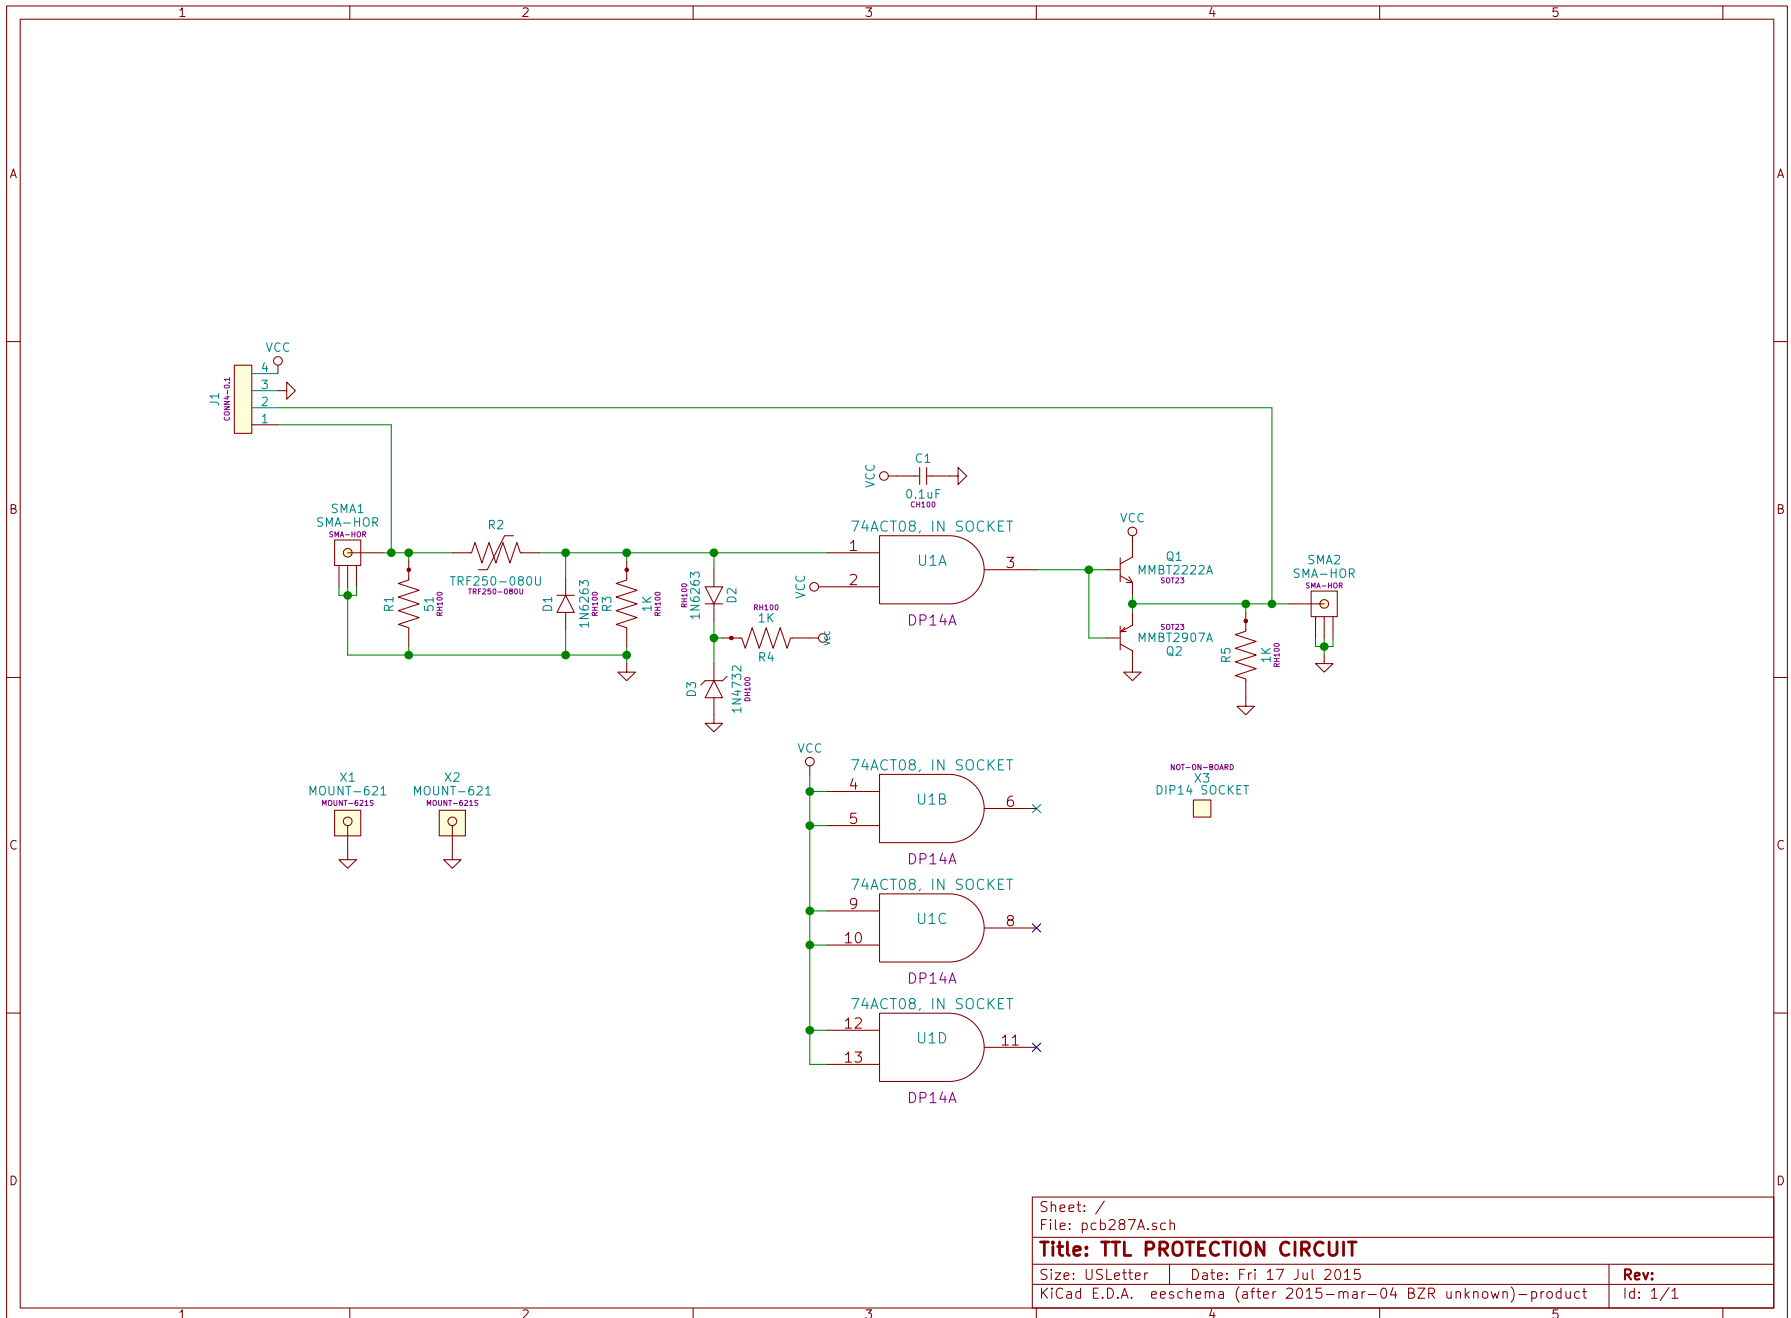 1 2 3 4 5
A A
B B
C C
D D
VCC
4
3
2
1
J1
CONN4-0.1
SMA1
SMA-HOR
SMA-HOR
R1
51
RH100
R2
TRF250-080U
TRF250-080U
D1
1N6263
RH100
R3
1K
RH100
RH100
1N6263
D2
RH100
1K
R4
VCC
D3
1N4732
DH100
VCC
C1
0.1uF
CH100
74ACT08, IN SOCKET
1
VCC
2
U1A
3
DP14A
VCC
Q1
MMBT2222A
SOT23
SOT23
MMBT2907A
Q2
R5
1K
RH100
SMA2
SMA-HOR
SMA-HOR
X1
MOUNT-621
MOUNT-621S
X2
MOUNT-621
MOUNT-621S
VCC
74ACT08, IN SOCKET
4
5
U1B
6
DP14A
74ACT08, IN SOCKET
9
10
U1C
8
DP14A
74ACT08, IN SOCKET
12
13
U1D
11
DP14A
NOT-ON-BOARD
X3
DIP14 SOCKET
Sheet: /
File: pcb287A.sch
Title: TTL PROTECTION CIRCUIT
Size: USLetter Date: Fri 17 Jul 2015 Rev:
KiCad E.D.A. eeschema (after 2015-mar-04 BZR unknown)-product Id: 1/1
1 2 3 4 5